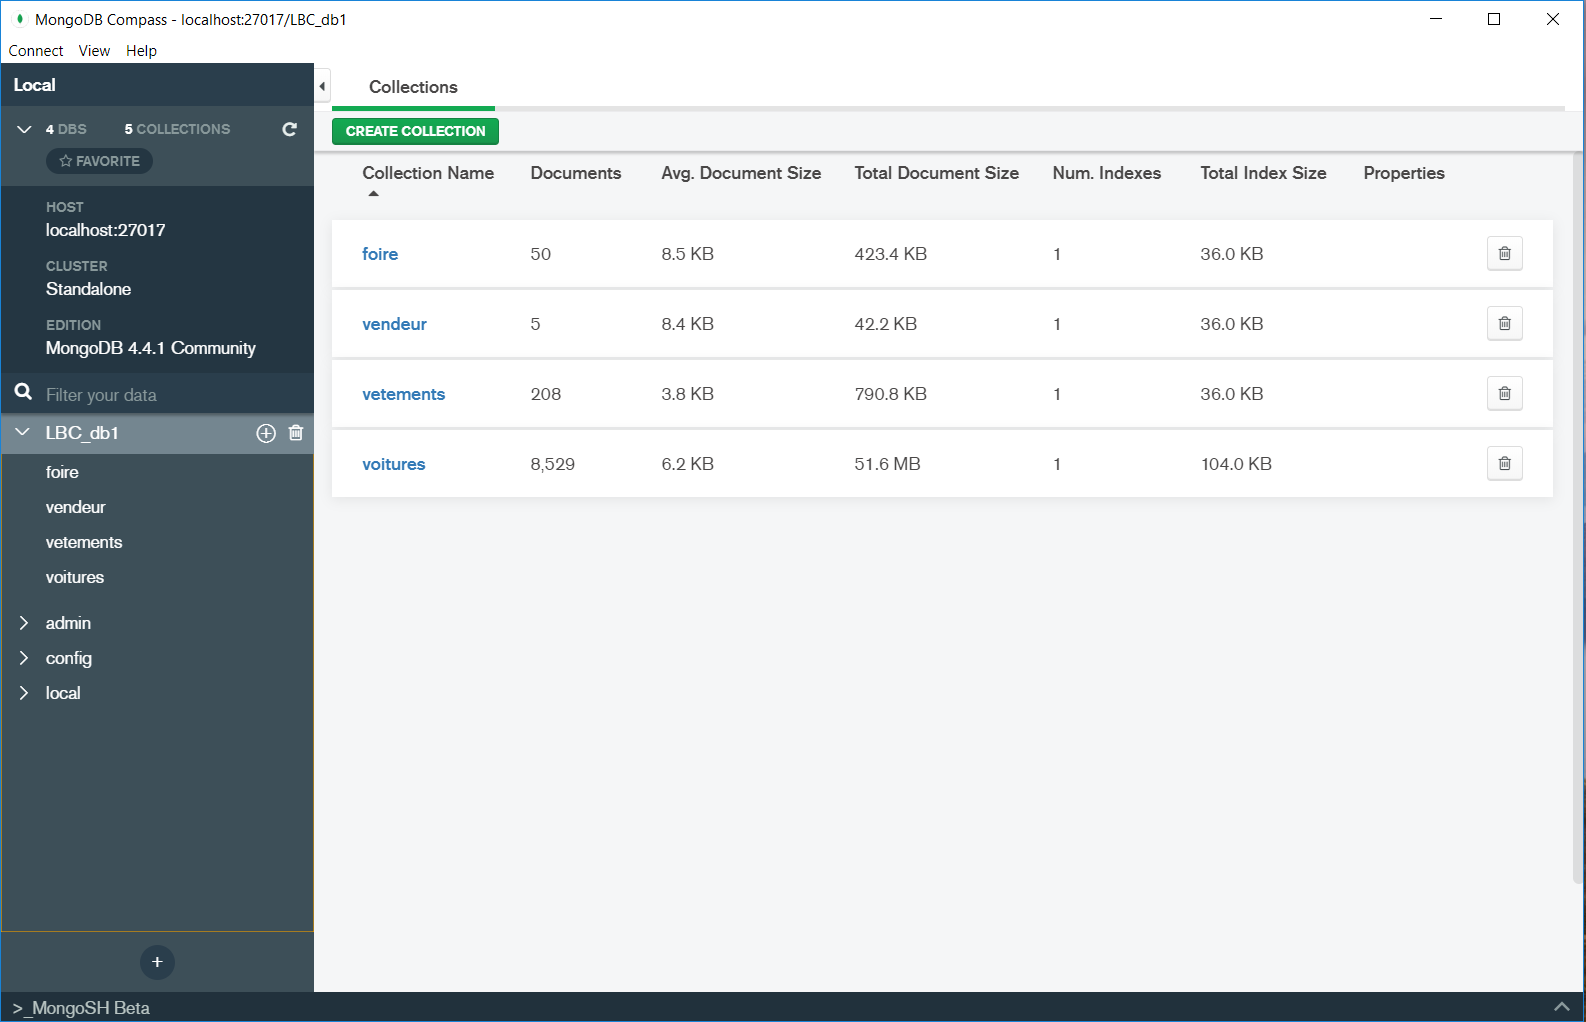 MongoDB Compass - localhost:27017/LBC_db1
Connect View Help
Local
4 DBS 5 COLLECTIONS
FAVORITE
HOST
localhost:27017
CLUSTER
Standalone
EDITION
MongoDB 4.4.1 Community
Filter your data
LBC_db1
foire
vendeur
vetements
voitures
admin
config
local
Collections
CREATE COLLECTION
Collection Name Documents Avg. Document Size Total Document Size Num. Indexes Total Index Size Properties
foire 50 8.5 KB 423.4 KB 1 36.0 KB
vendeur 5 8.4 KB 42.2 KB 1 36.0 KB
vetements 208 3.8 KB 790.8 KB 1 36.0 KB
voitures 8,529 6.2 KB 51.6 MB 1 104.0 KB
>_MongoSH Beta